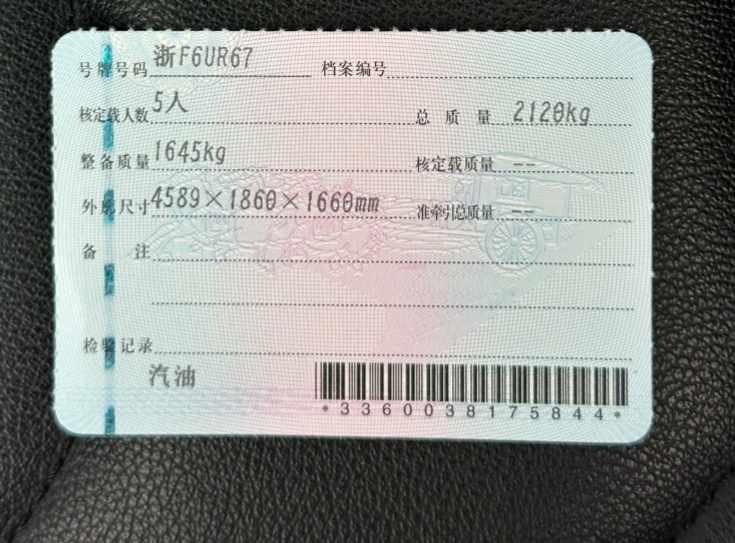 号牌号码 浙F6UR67 档案编号
核定载人数 5人 总质量 2120kg
整备质量 1645kg 核定载质量 --
外廓尺寸 4589×1860×1660mm 准牵引总质量 --
备注
检验记录
汽油
*3360038175844*